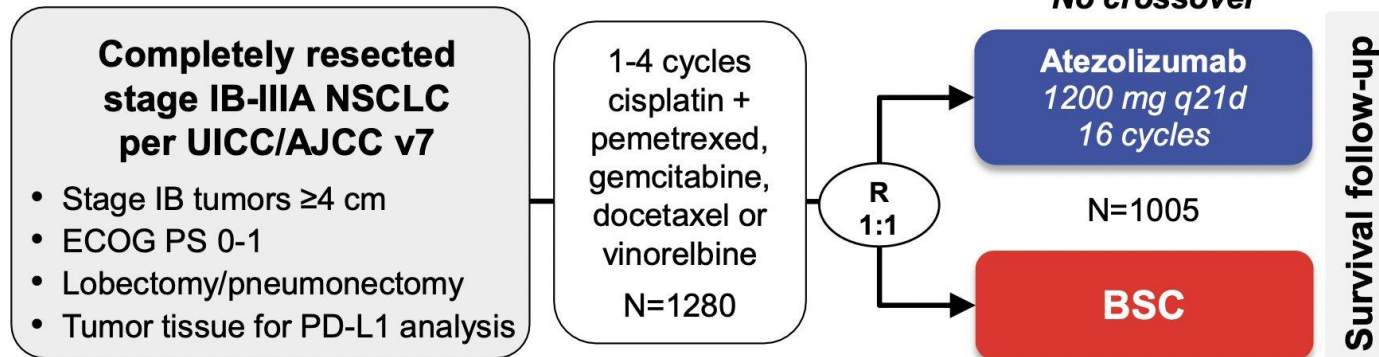 Completely resected
stage IB-IIIA NSCLC
per UICC/AJCC v7
• Stage IB tumors ≥4 cm
• ECOG PS 0-1
• Lobectomy/pneumonectomy
• Tumor tissue for PD-L1 analysis
1-4 cycles
cisplatin +
pemetrexed,
gemcitabine,
docetaxel or
vinorelbine
N=1280
R
1:1
No crossover
Atezolizumab
1200 mg q21d
16 cycles
N=1005
BSC
Survival follow-up